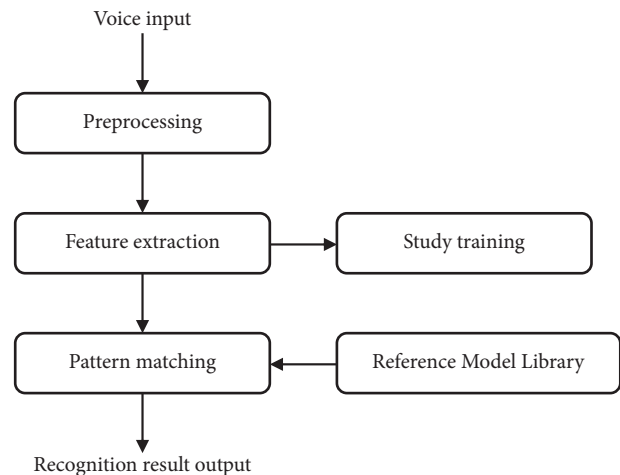 Voice input
Preprocessing
Feature extraction
Study training
Pattern matching
Reference Model Library
Recognition result output